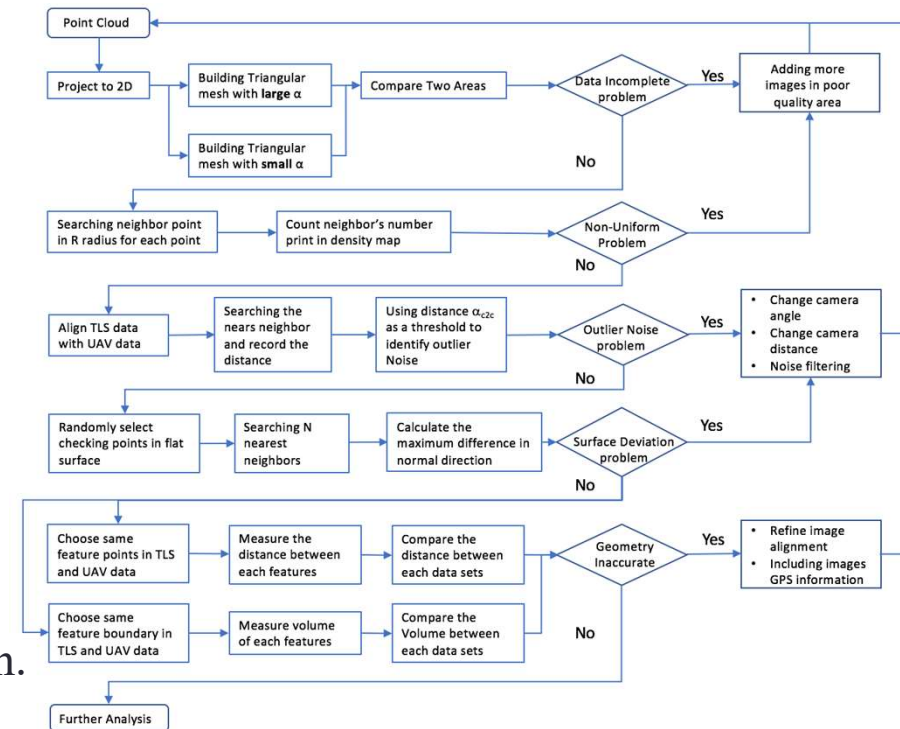 Point Cloud
Project to 2D
Building Triangular
mesh with large α
Building Triangular
mesh with small α
Compare Two Areas
Data Incomplete
problem
Yes
No
Adding more
images in poor
quality area
Searching neighbor point
in R radius for each point
Count neighbor's number
print in density map
Non-Uniform
Problem
Yes
No
Align TLS data
with UAV data
Searching the
nears neighbor
and record the
distance
Using distance αc2c
as a threshold to
identify outlier
Noise
Outlier Noise
problem
Yes
No
• Change camera
angle
• Change camera
distance
• Noise filtering
Randomly select
checking points in flat
surface
Searching N
nearest
neighbors
Calculate the
maximum difference in
normal direction
Surface Deviation
problem
Yes
No
Choose same
feature points in TLS
and UAV data
Measure the
distance between
each features
Compare the
distance between
each data sets
Geometry
Inaccurate
Yes
No
• Refine image
alignment
• Including images
GPS information
Choose same
feature boundary in
TLS and UAV data
Measure volume
of each features
Compare the
Volume between
each data sets
Further Analysis